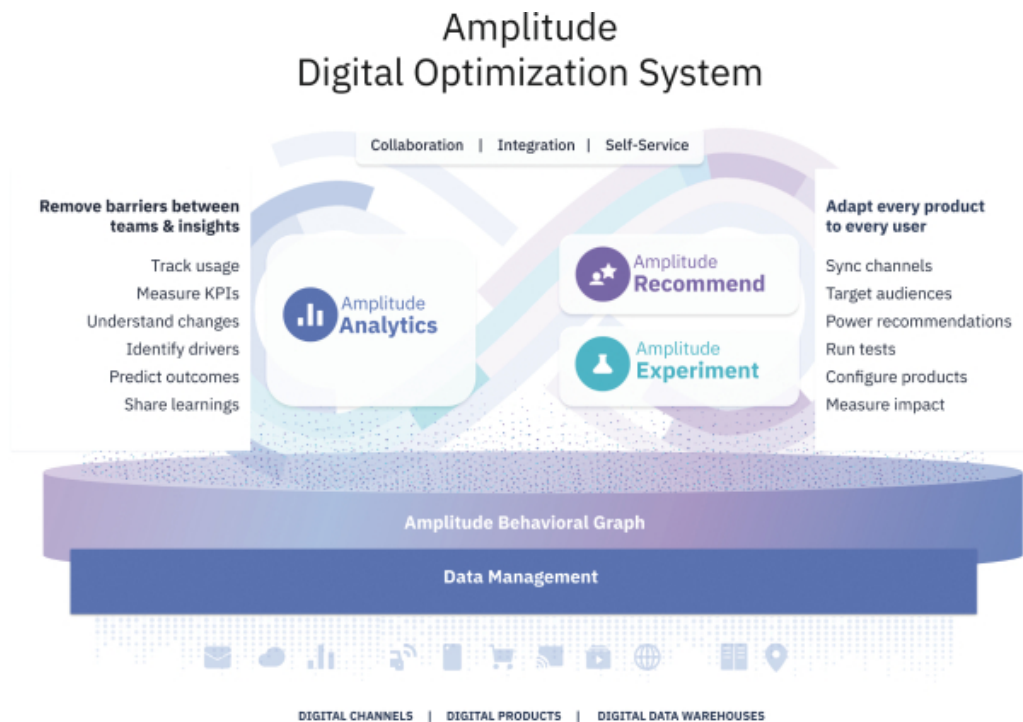 Amplitude
Digital Optimization System
Collaboration | Integration | Self-Service
Remove barriers between
teams & insights
Track usage
Measure KPIs
Understand changes
Identify drivers
Predict outcomes
Share learnings
Amplitude
Analytics
Amplitude
Recommend
Amplitude
Experiment
Adapt every product
to every user
Sync channels
Target audiences
Power recommendations
Run tests
Configure products
Measure impact
Amplitude Behavioral Graph
Data Management
DIGITAL CHANNELS | DIGITAL PRODUCTS | DIGITAL DATA WAREHOUSES